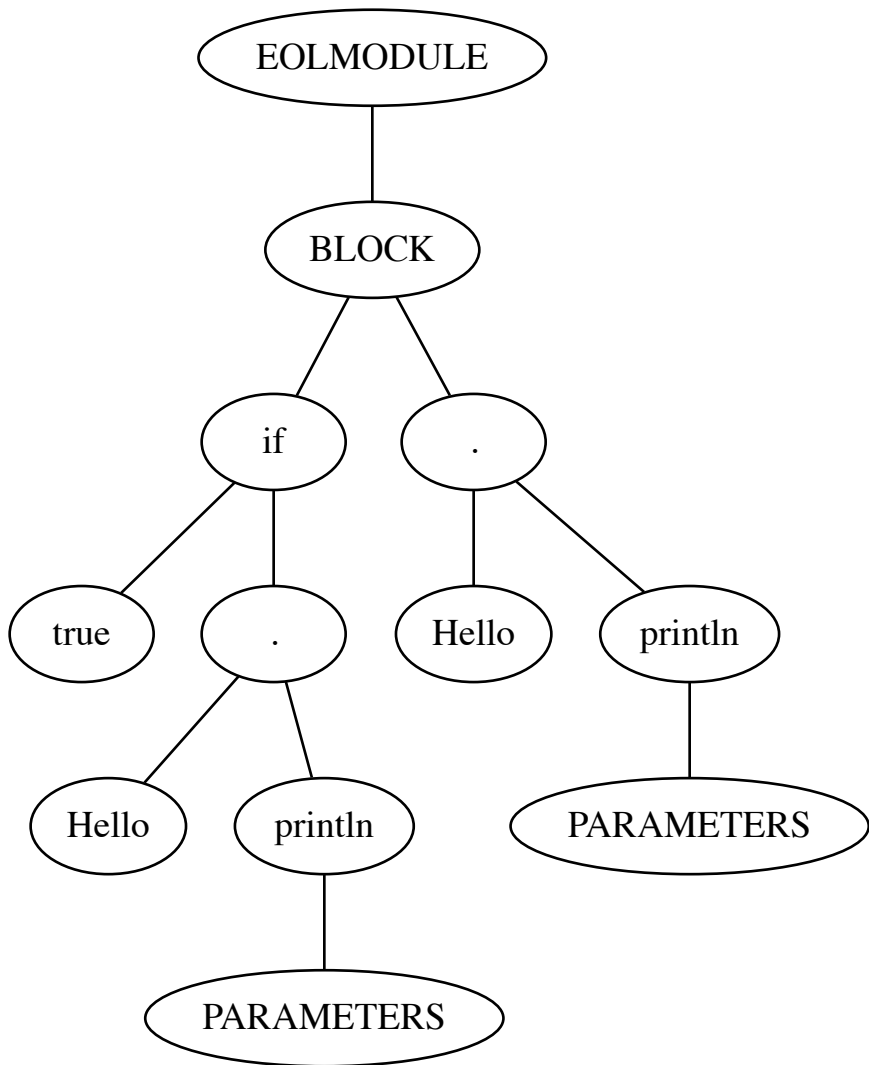 EOLMODULE
BLOCK
if
.
true
.
Hello
println
Hello
println
PARAMETERS
PARAMETERS